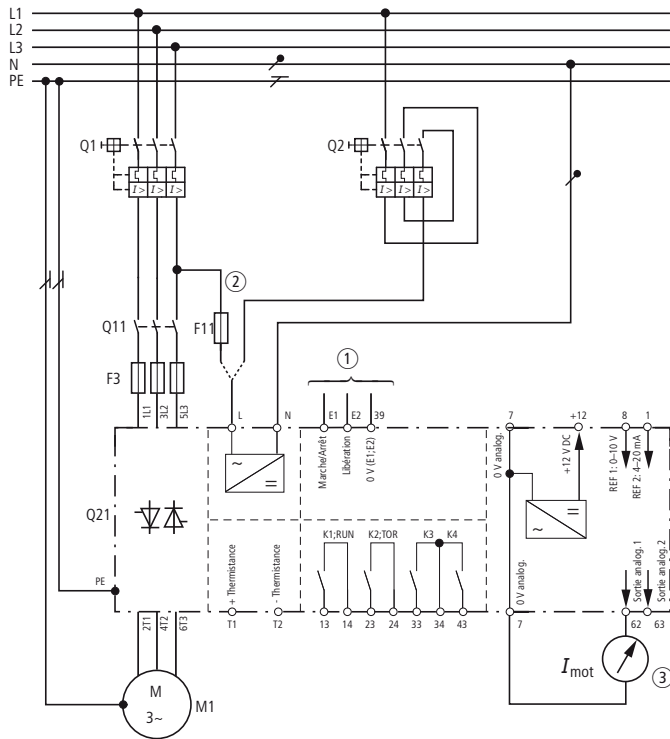 L1
L2
L3
N
PE
Q1
I> I> I>
Q2
I> I> I>
2
Q11
F11
F3
1
1L1
3L2
5L3
L
N
E1
E2
39
7
+12
8
1
Marche/Arrêt
Libération
0 V (E1;E2)
0 V analog.
+12 V DC
REF 1: 0–10 V
REF 2: 4–20 mA
~
=
=
~
Q21
K1;RUN
K2;TOR
K3
K4
PE
+ Thermistance
- Thermistance
0 V analog.
Sortie analog. 1
Sortie analog. 2
T1
T2
13
14
23
24
33
34
43
7
62
63
2T1
4T2
6T3
M
3~
M1
Imot
3